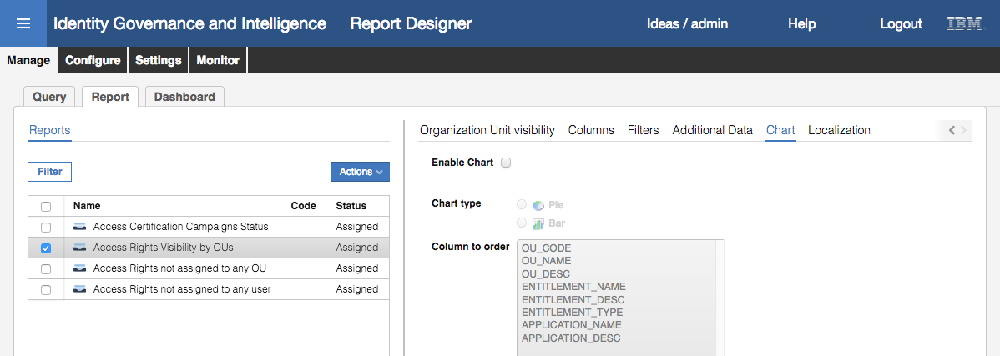 Identity Governance and Intelligence Report Designer Ideas / admin Help Logout IBM
Manage Configure Settings Monitor
Query Report Dashboard
Reports
Filter Actions
Name Code Status
Access Certification Campaigns Status Assigned
Access Rights Visibility by OUs Assigned
Access Rights not assigned to any OU Assigned
Access Rights not assigned to any user Assigned
Organization Unit visibility Columns Filters Additional Data Chart Localization
Enable Chart
Chart type Pie
Bar
Column to order OU_CODE
OU_NAME
OU_DESC
ENTITLEMENT_NAME
ENTITLEMENT_DESC
ENTITLEMENT_TYPE
APPLICATION_NAME
APPLICATION_DESC